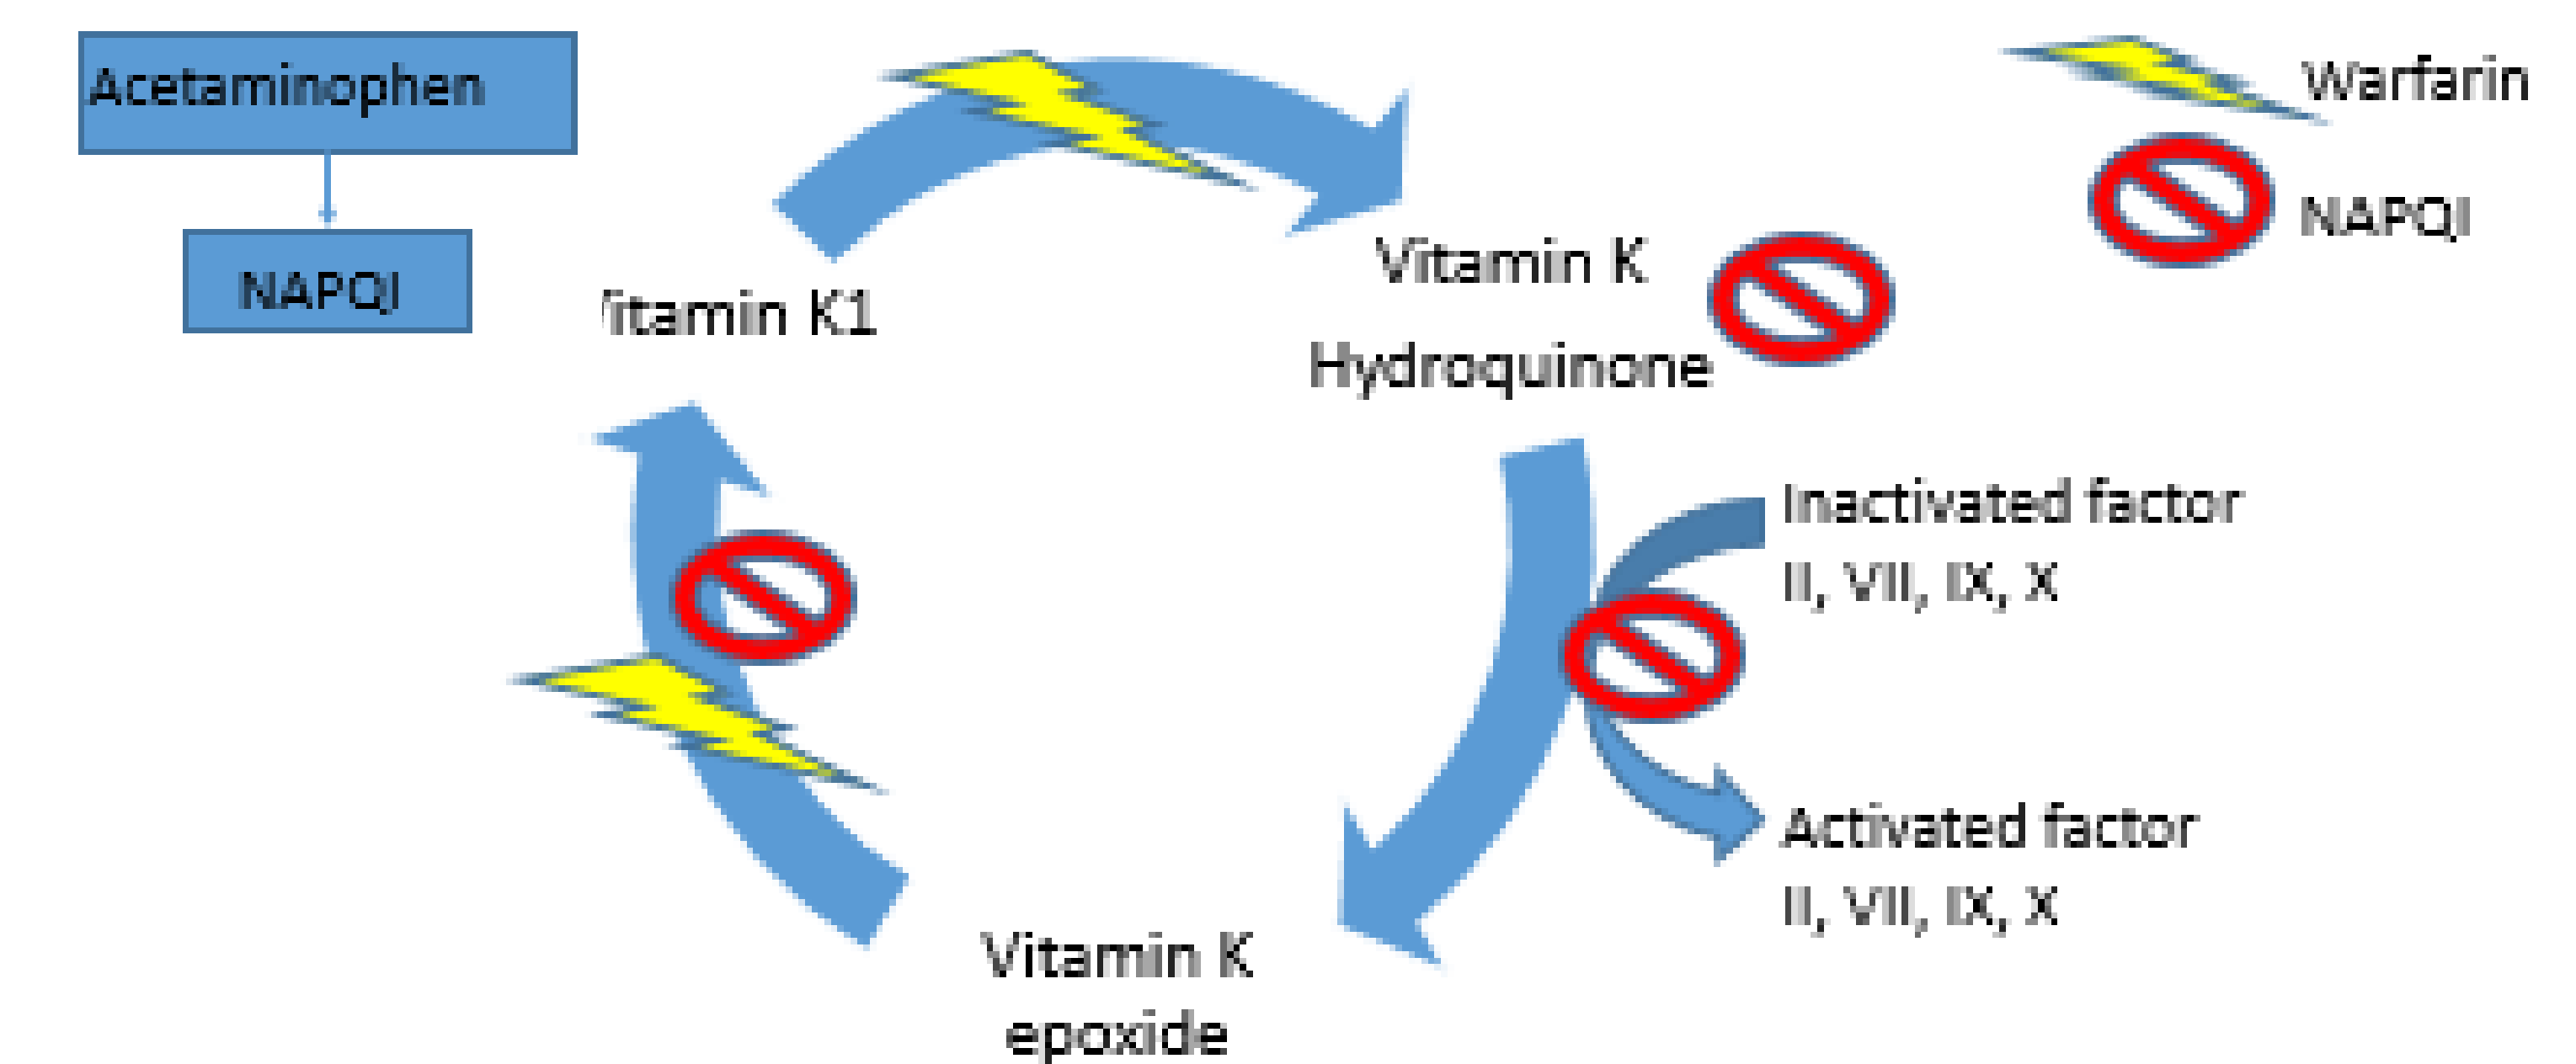 Acetaminophen
NAPQI
Vitamin K1
Vitamin K
Hydroquinone
Warfarin
NAPQI
Inactivated factor
II, VII, IX, X
Activated factor
II, VII, IX, X
Vitamin K
epoxide